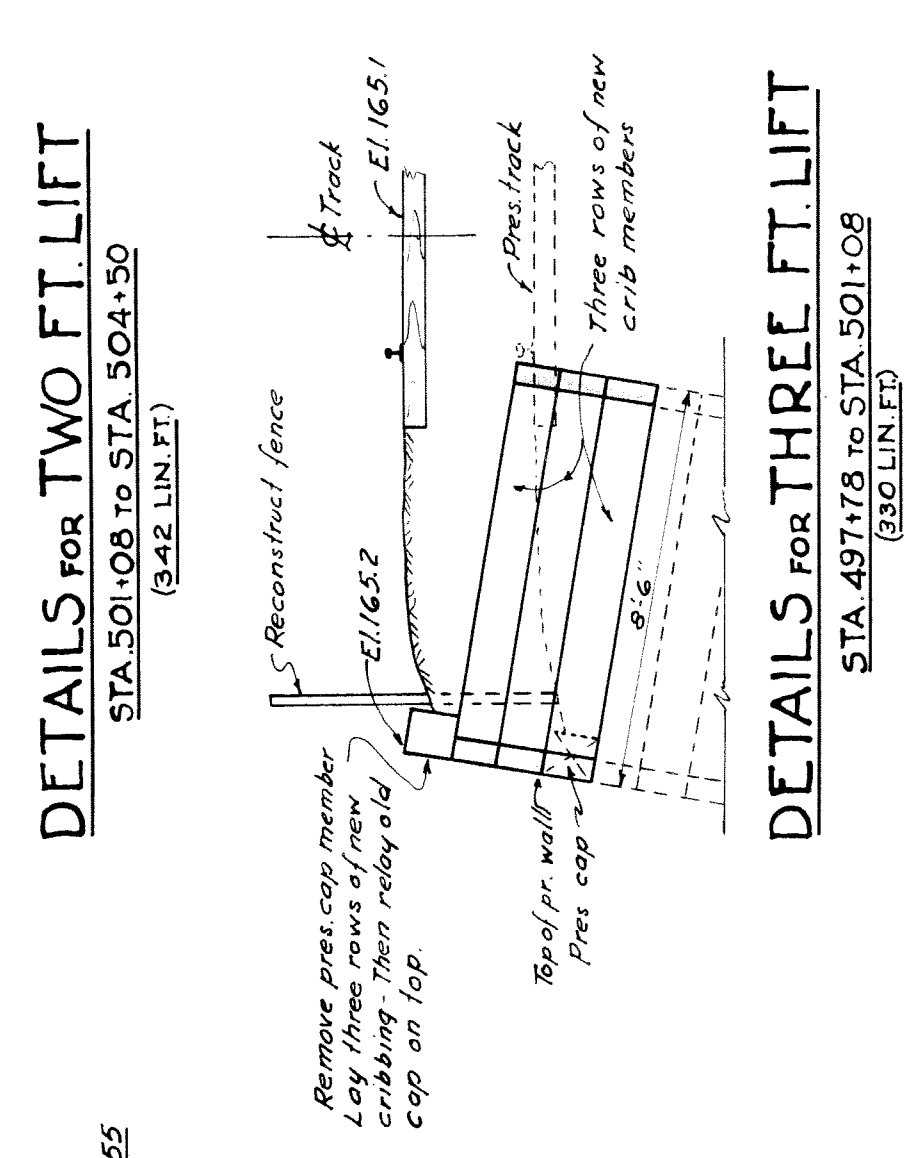 DETAILS FOR TWO FT. LIFT
STA. 501+08 TO STA. 504+50
(342 LIN. FT.)
55
Reconstruct fence
℄ Track
El. 165.2
El. 165.1
Remove pres. cap member
Lay three rows of new
cribbing - Then relay old
cap on top.
Pres. track
Three rows of new
crib members
Top of pr. wall
Pres cap
8'-6"
DETAILS FOR THREE FT. LIFT
STA. 497+78 TO STA. 501+08
(330 LIN. FT.)